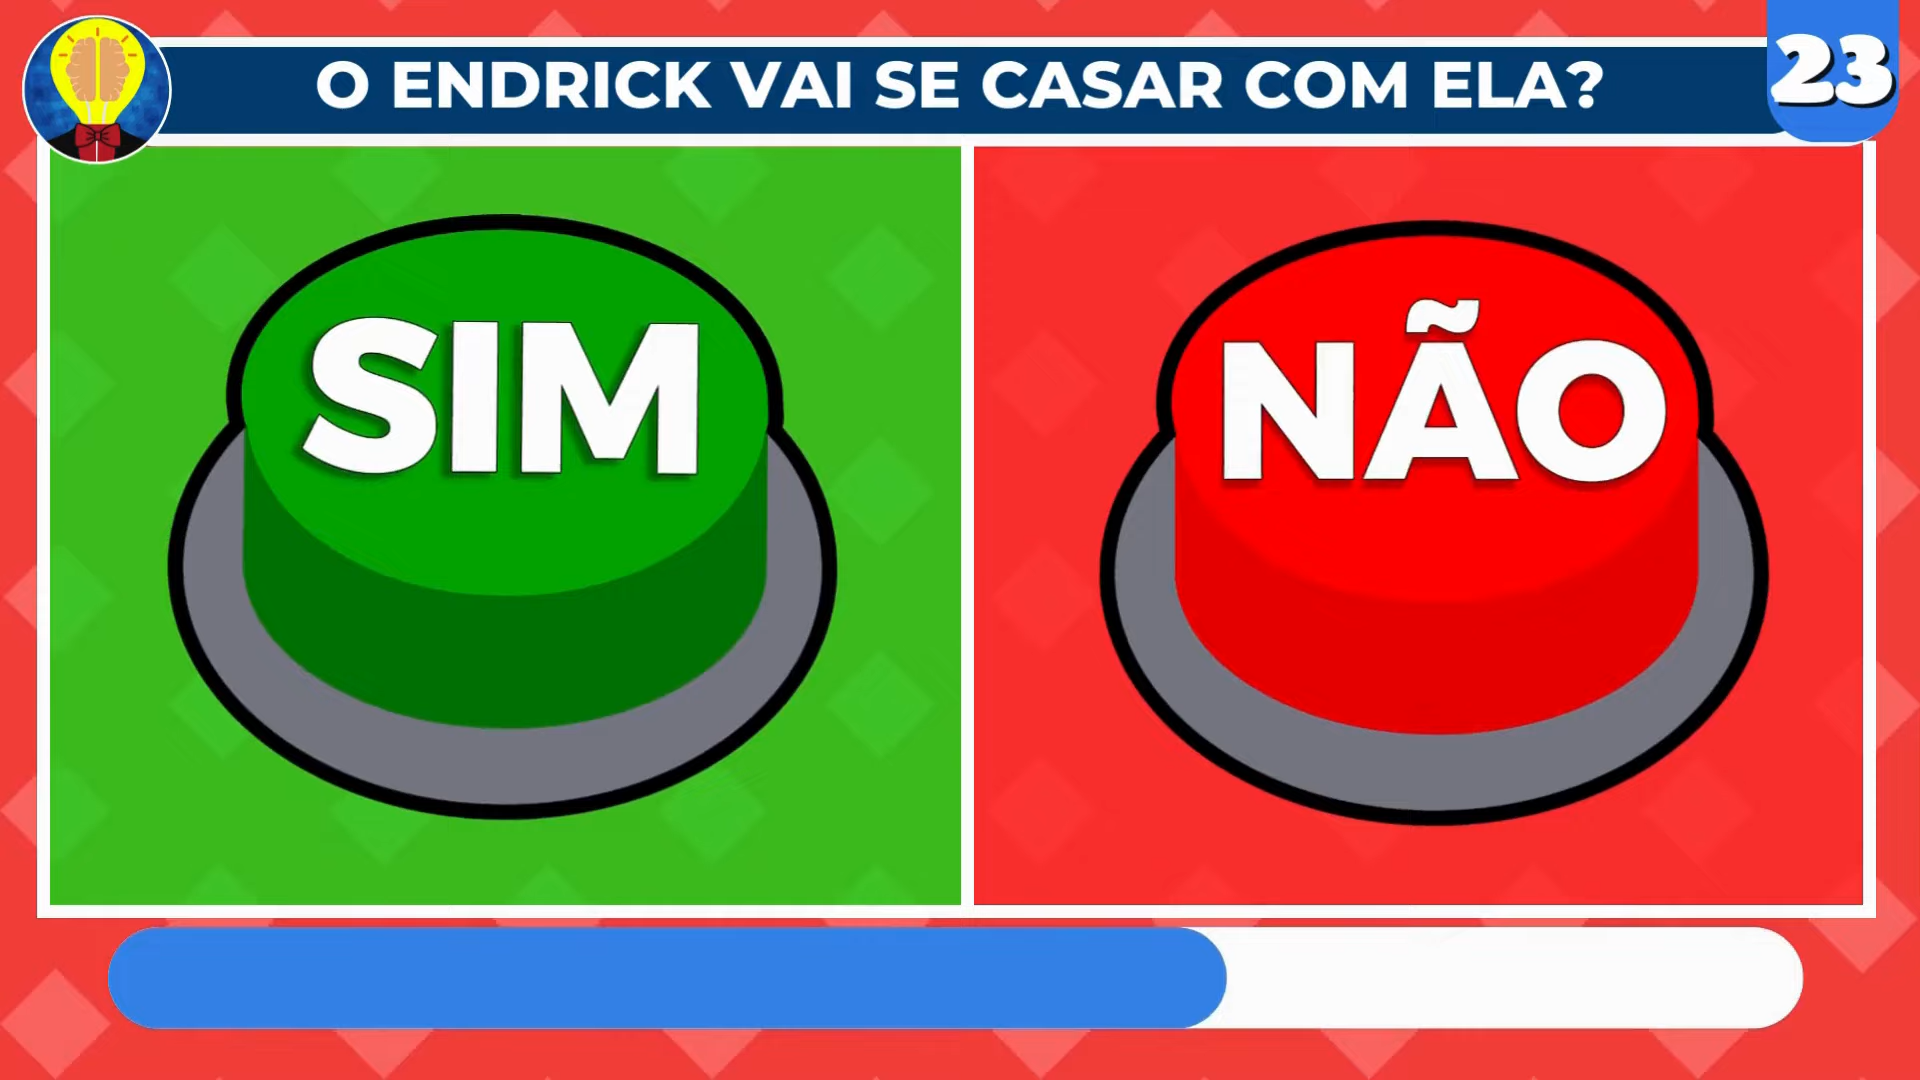 O ENDRICK VAI SE CASAR COM ELA?
23
SIM
NÃO